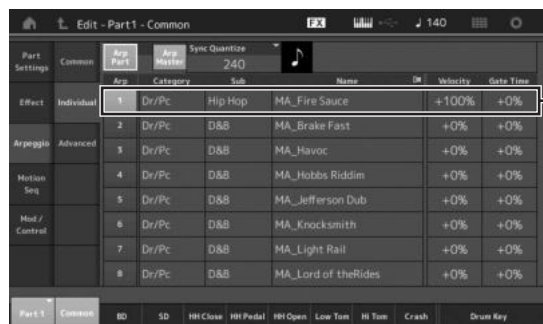 Edit - Part1 - Common
FX
♩ 140
Part Settings
Common
Arp Part
Arp Master
Sync Quantize
240
♪
Arp
Category
Sub
Name
Velocity
Gate Time
Effect
Individual
1 Dr/Pc Hip Hop MA_Fire Sauce +100% +0%
2 Dr/Pc D&B MA_Brake Fast +0% +0%
Arpeggio
Advanced
3 Dr/Pc D&B MA_Havoc +0% +0%
Motion Seq
4 Dr/Pc D&B MA_Hobbs Riddim +0% +0%
5 Dr/Pc D&B MA_Jefferson Dub +0% +0%
Mod / Control
6 Dr/Pc D&B MA_Knocksmith +0% +0%
7 Dr/Pc D&B MA_Light Rail +0% +0%
8 Dr/Pc D&B MA_Lord of theRides +0% +0%
Part 1
Common
BD SD HH Close HH Pedal HH Open Low Tom Hi Tom Crash Drum Key